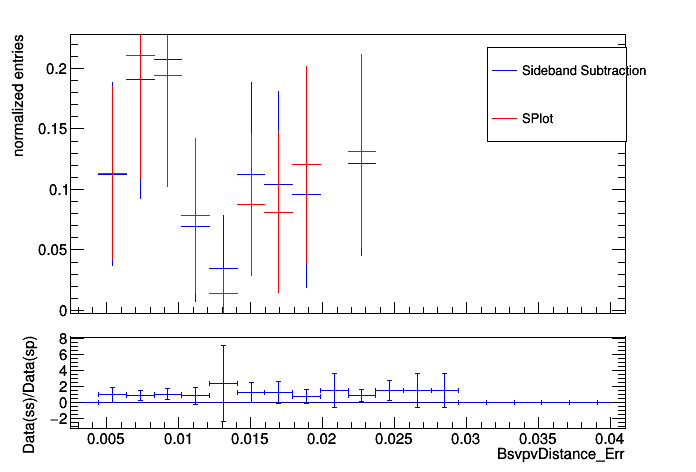 normalized entries
0.2
0.15
0.1
0.05
0
Sideband Subtraction
SPlot
Data(ss)/Data(sp)
8
6
4
2
0
−2
0.005 0.01 0.015 0.02 0.025 0.03 0.035 0.04
BsvpvDistance_Err